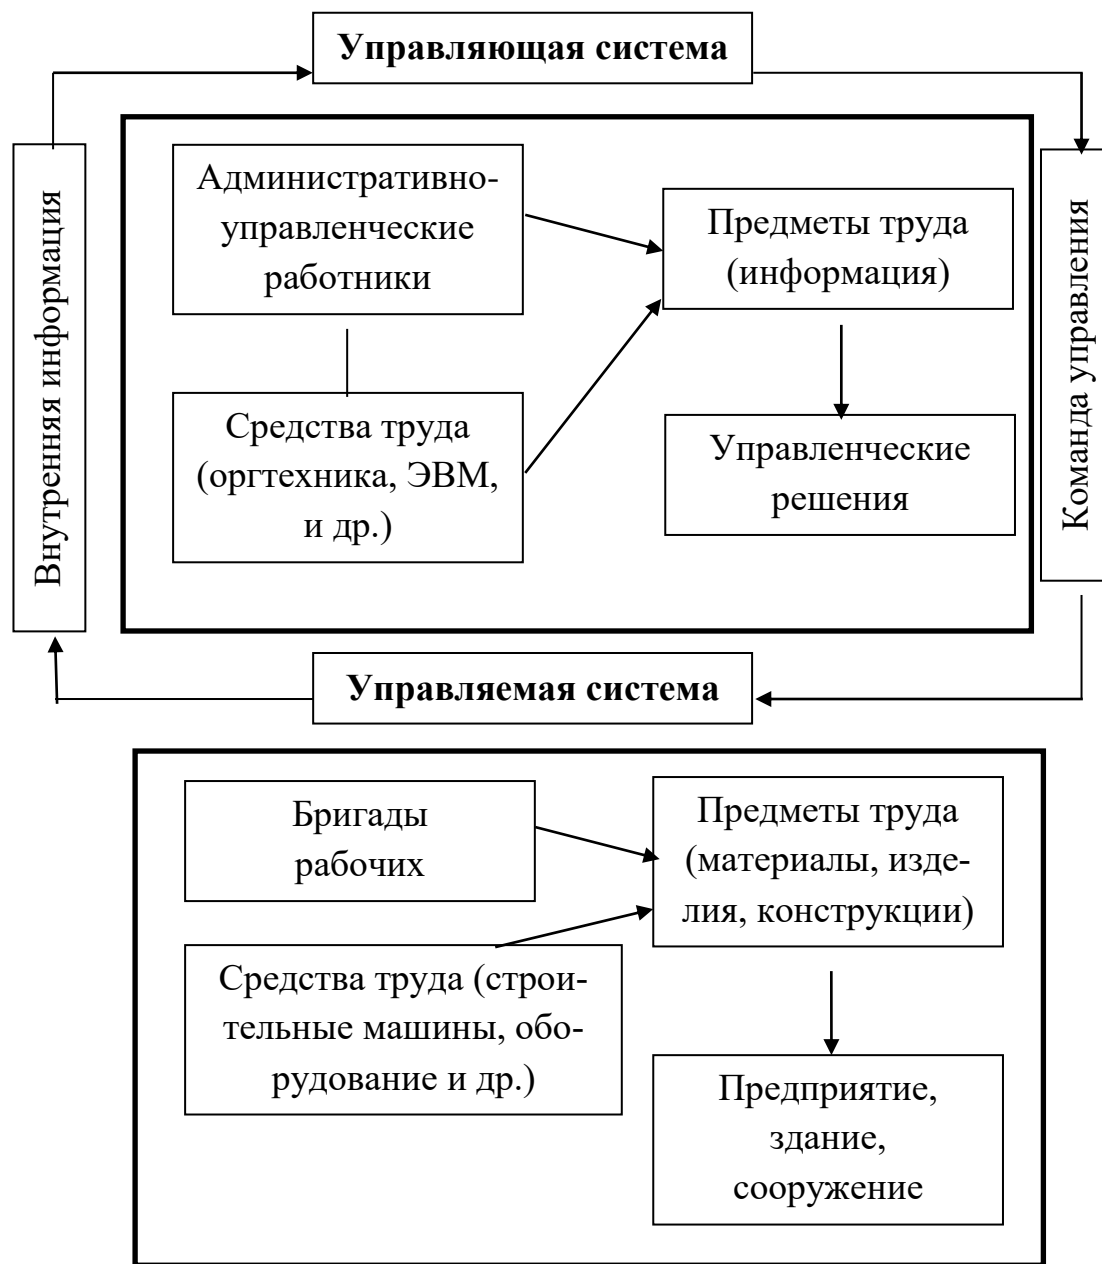 Управляющая система
Внутренняя информация
Административно-
управленческие
работники
Предметы труда
(информация)
Команда управления
Средства труда
(оргтехника, ЭВМ,
и др.)
Управленческие
решения
Управляемая система
Бригады
рабочих
Предметы труда
(материалы, изде-
лия, конструкции)
Средства труда (строи-
тельные машины, обо-
рудование и др.)
Предприятие,
здание,
сооружение